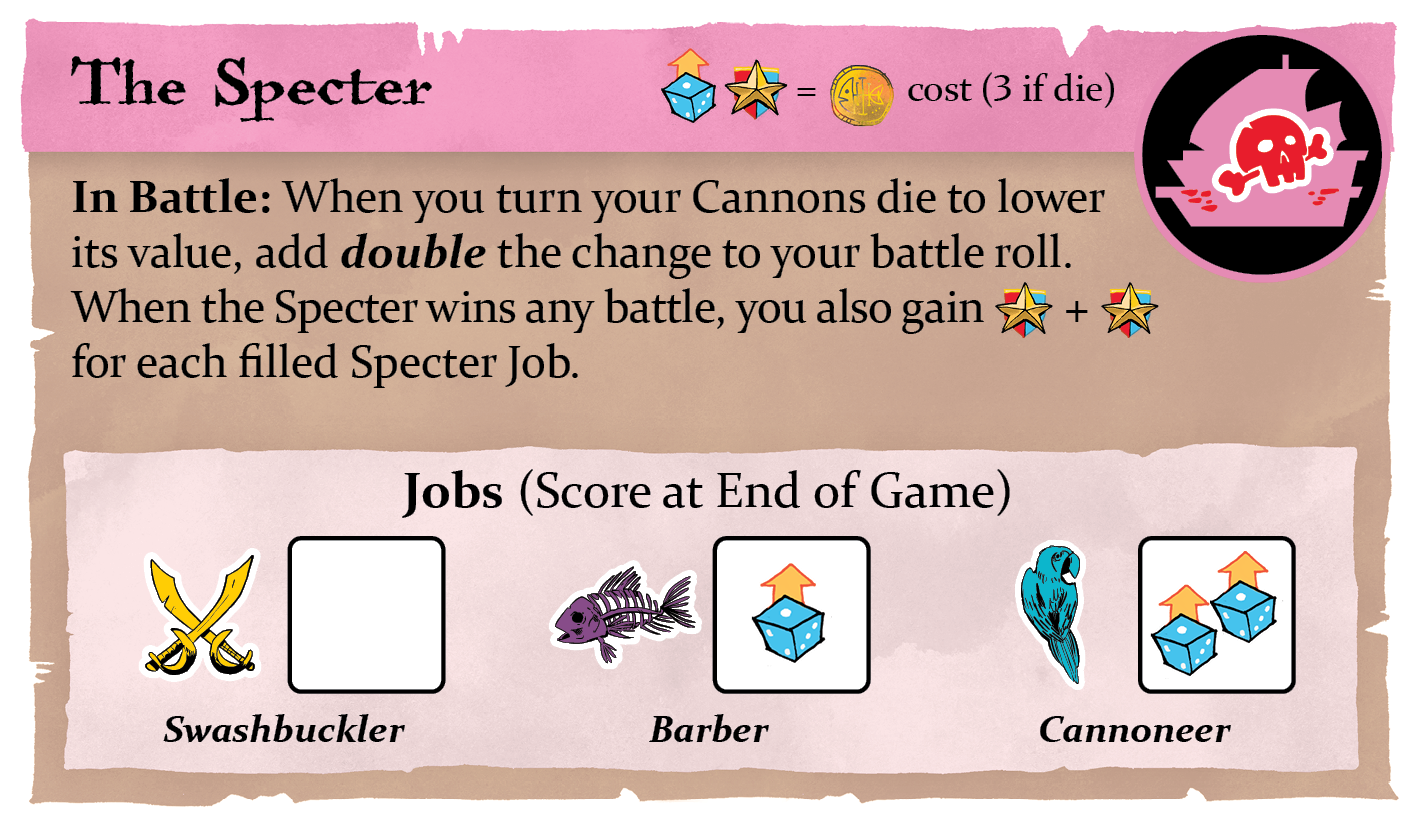 The Specter
= cost (3 if die)
In Battle: When you turn your Cannons die to lower
its value, add double the change to your battle roll.
When the Specter wins any battle, you also gain +
for each filled Specter Job.
Jobs (Score at End of Game)
Swashbuckler
Barber
Cannoneer